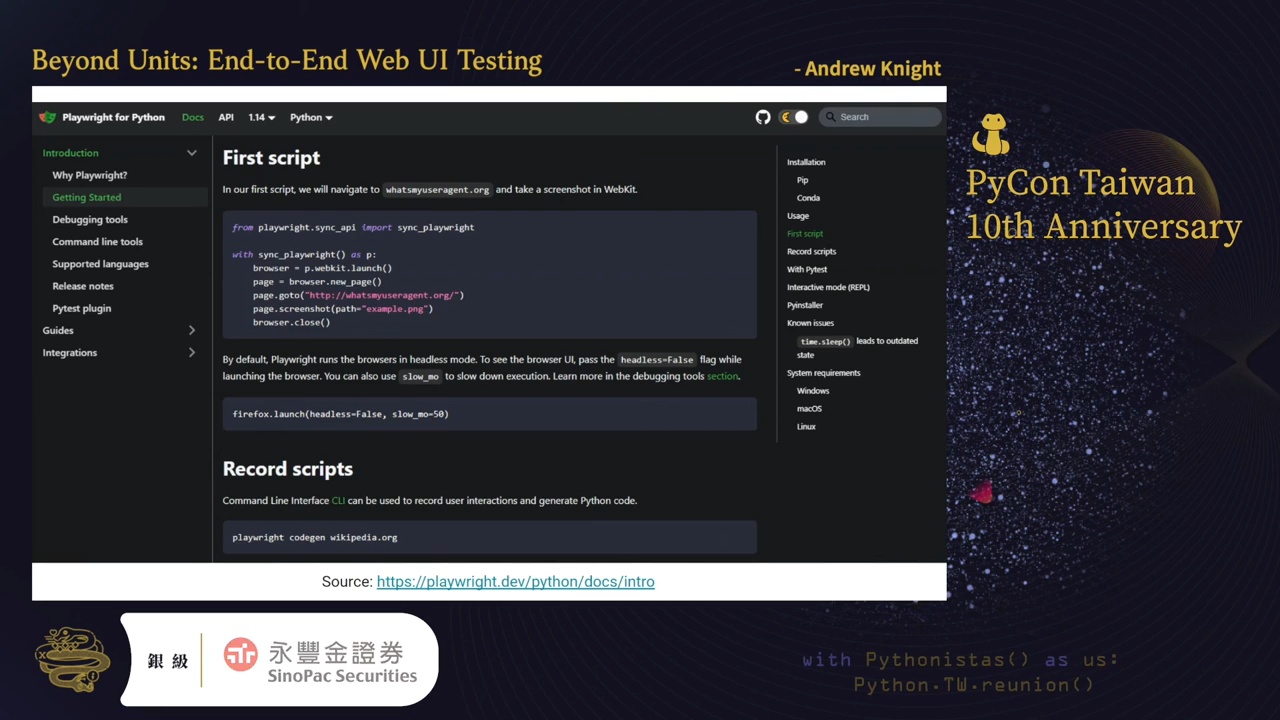 Beyond Units: End-to-End Web UI Testing
- Andrew Knight
Playwright for Python
Docs
API
1.14
Python
Search
Introduction
Why Playwright?
Getting Started
Debugging tools
Command line tools
Supported languages
Release notes
Pytest plugin
Guides
Integrations
First script
In our first script, we will navigate to whatsmyuseragent.org and take a screenshot in WebKit.
from playwright.sync_api import sync_playwright
with sync_playwright() as p:
browser = p.webkit.launch()
page = browser.new_page()
page.goto("http://whatsmyuseragent.org/")
page.screenshot(path="example.png")
browser.close()
By default, Playwright runs the browsers in headless mode. To see the browser UI, pass the headless=False flag while
launching the browser. You can also use slow_mo to slow down execution. Learn more in the debugging tools section.
firefox.launch(headless=False, slow_mo=50)
Record scripts
Command Line Interface CLI can be used to record user interactions and generate Python code.
playwright codegen wikipedia.org
Installation
Pip
Conda
Usage
First script
Record scripts
With Pytest
Interactive mode (REPL)
Pyinstaller
Known issues
time.sleep() leads to outdated
state
System requirements
Windows
macOS
Linux
Source: https://playwright.dev/python/docs/intro
PyCon Taiwan
10th Anniversary
銀級
永豐金證券
SinoPac Securities
with Pythonistas() as us:
Python.TW.reunion()